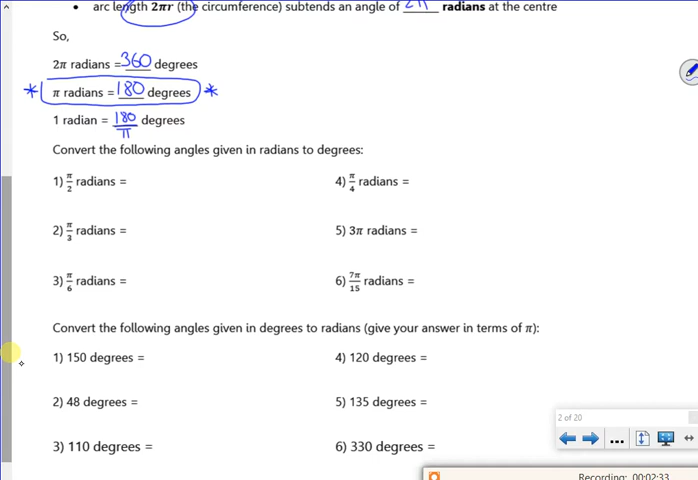 • arc length 2πr (the circumference) subtends an angle of 2π radians at the centre
So,
2π radians = 360 degrees
* π radians = 180 degrees *
1 radian = 180/π degrees
Convert the following angles given in radians to degrees:
1) π/2 radians =
4) π/4 radians =
2) π/3 radians =
5) 3π radians =
3) π/6 radians =
6) 7π/15 radians =
Convert the following angles given in degrees to radians (give your answer in terms of π):
1) 150 degrees =
4) 120 degrees =
2) 48 degrees =
5) 135 degrees =
3) 110 degrees =
6) 330 degrees =
2 of 20
...
Recording: 00:02:33